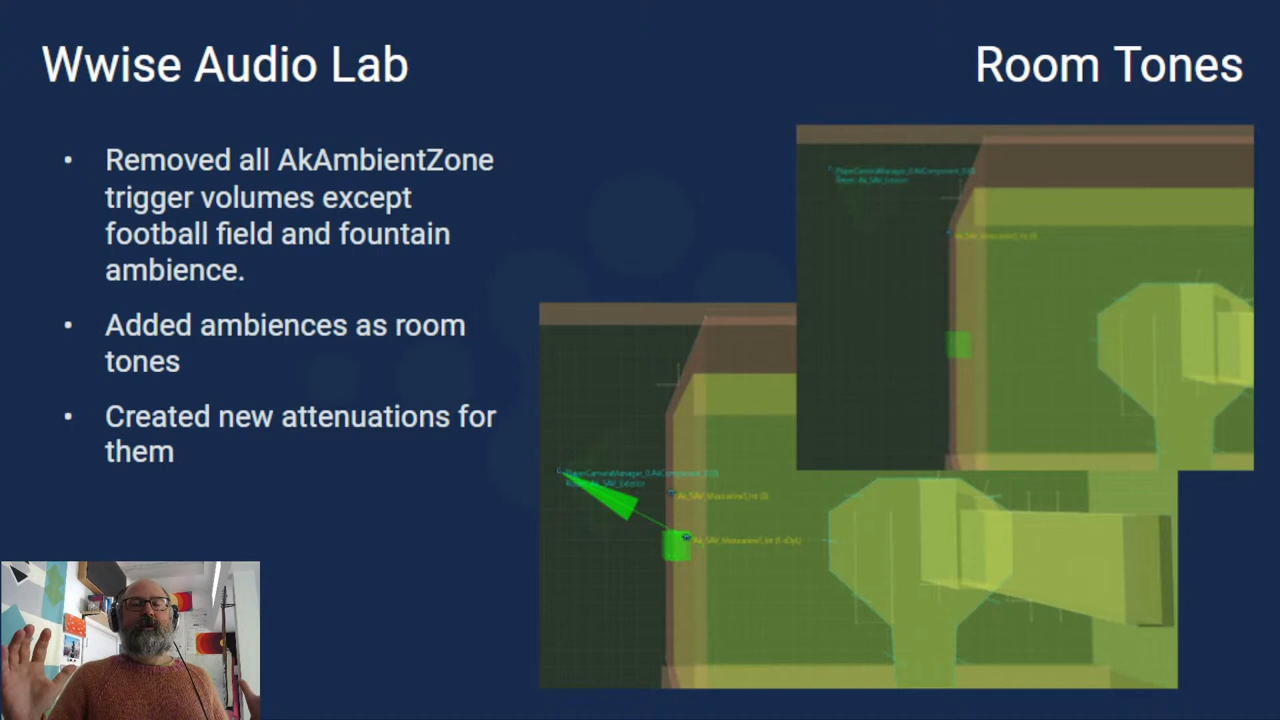 Wwise Audio Lab
Room Tones
• Removed all AkAmbientZone
trigger volumes except
football field and fountain
ambience.
• Added ambiences as room
tones
• Created new attenuations for
them